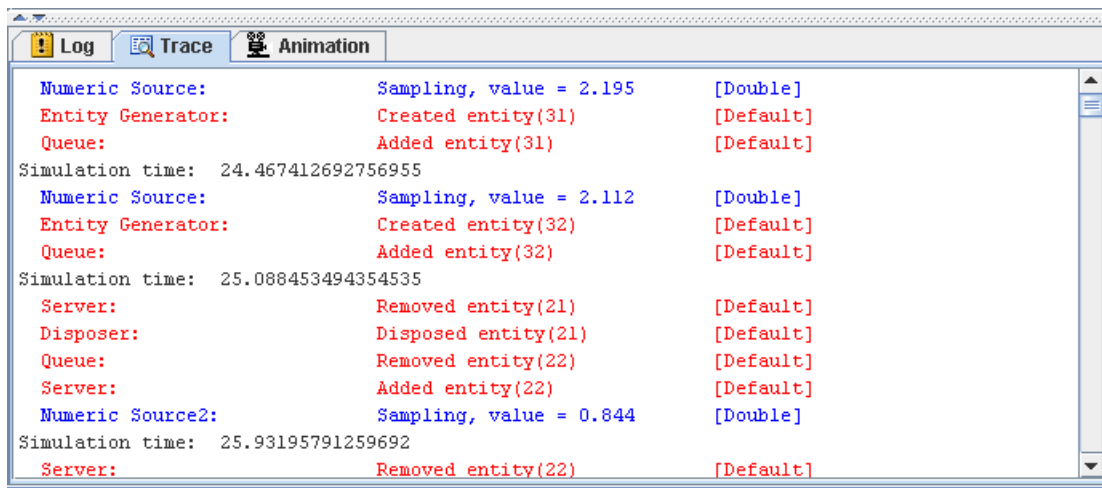 Log Trace Animation
Numeric Source: Sampling, value = 2.195 [Double]
Entity Generator: Created entity(31) [Default]
Queue: Added entity(31) [Default]
Simulation time: 24.467412692756955
Numeric Source: Sampling, value = 2.112 [Double]
Entity Generator: Created entity(32) [Default]
Queue: Added entity(32) [Default]
Simulation time: 25.088453494354535
Server: Removed entity(21) [Default]
Disposer: Disposed entity(21) [Default]
Queue: Removed entity(22) [Default]
Server: Added entity(22) [Default]
Numeric Source2: Sampling, value = 0.844 [Double]
Simulation time: 25.93195791259692
Server: Removed entity(22) [Default]